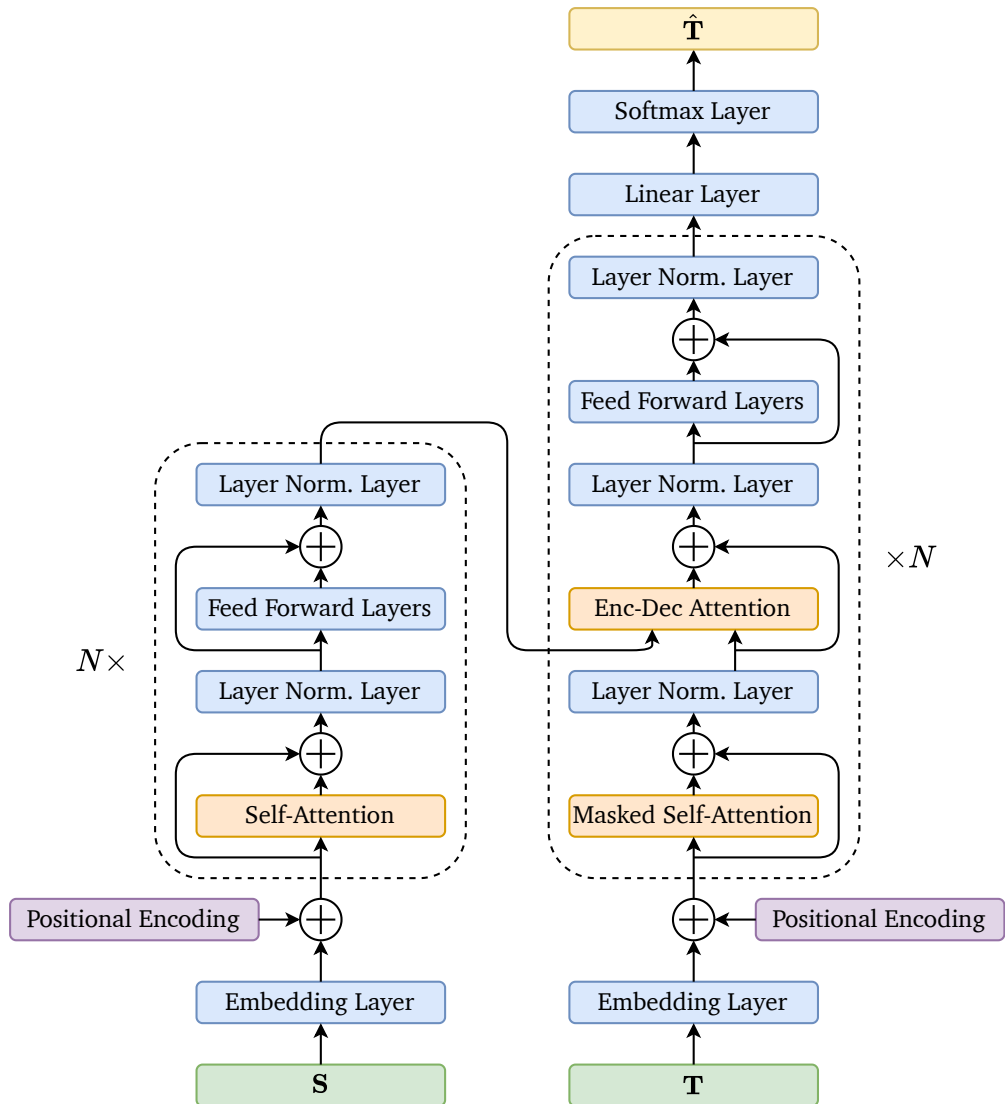 T̂
Softmax Layer
Linear Layer
Layer Norm. Layer
Feed Forward Layers
Layer Norm. Layer
Enc-Dec Attention
Layer Norm. Layer
Masked Self-Attention
×N
Positional Encoding
Embedding Layer
T
Layer Norm. Layer
Feed Forward Layers
N×
Layer Norm. Layer
Self-Attention
Positional Encoding
Embedding Layer
S